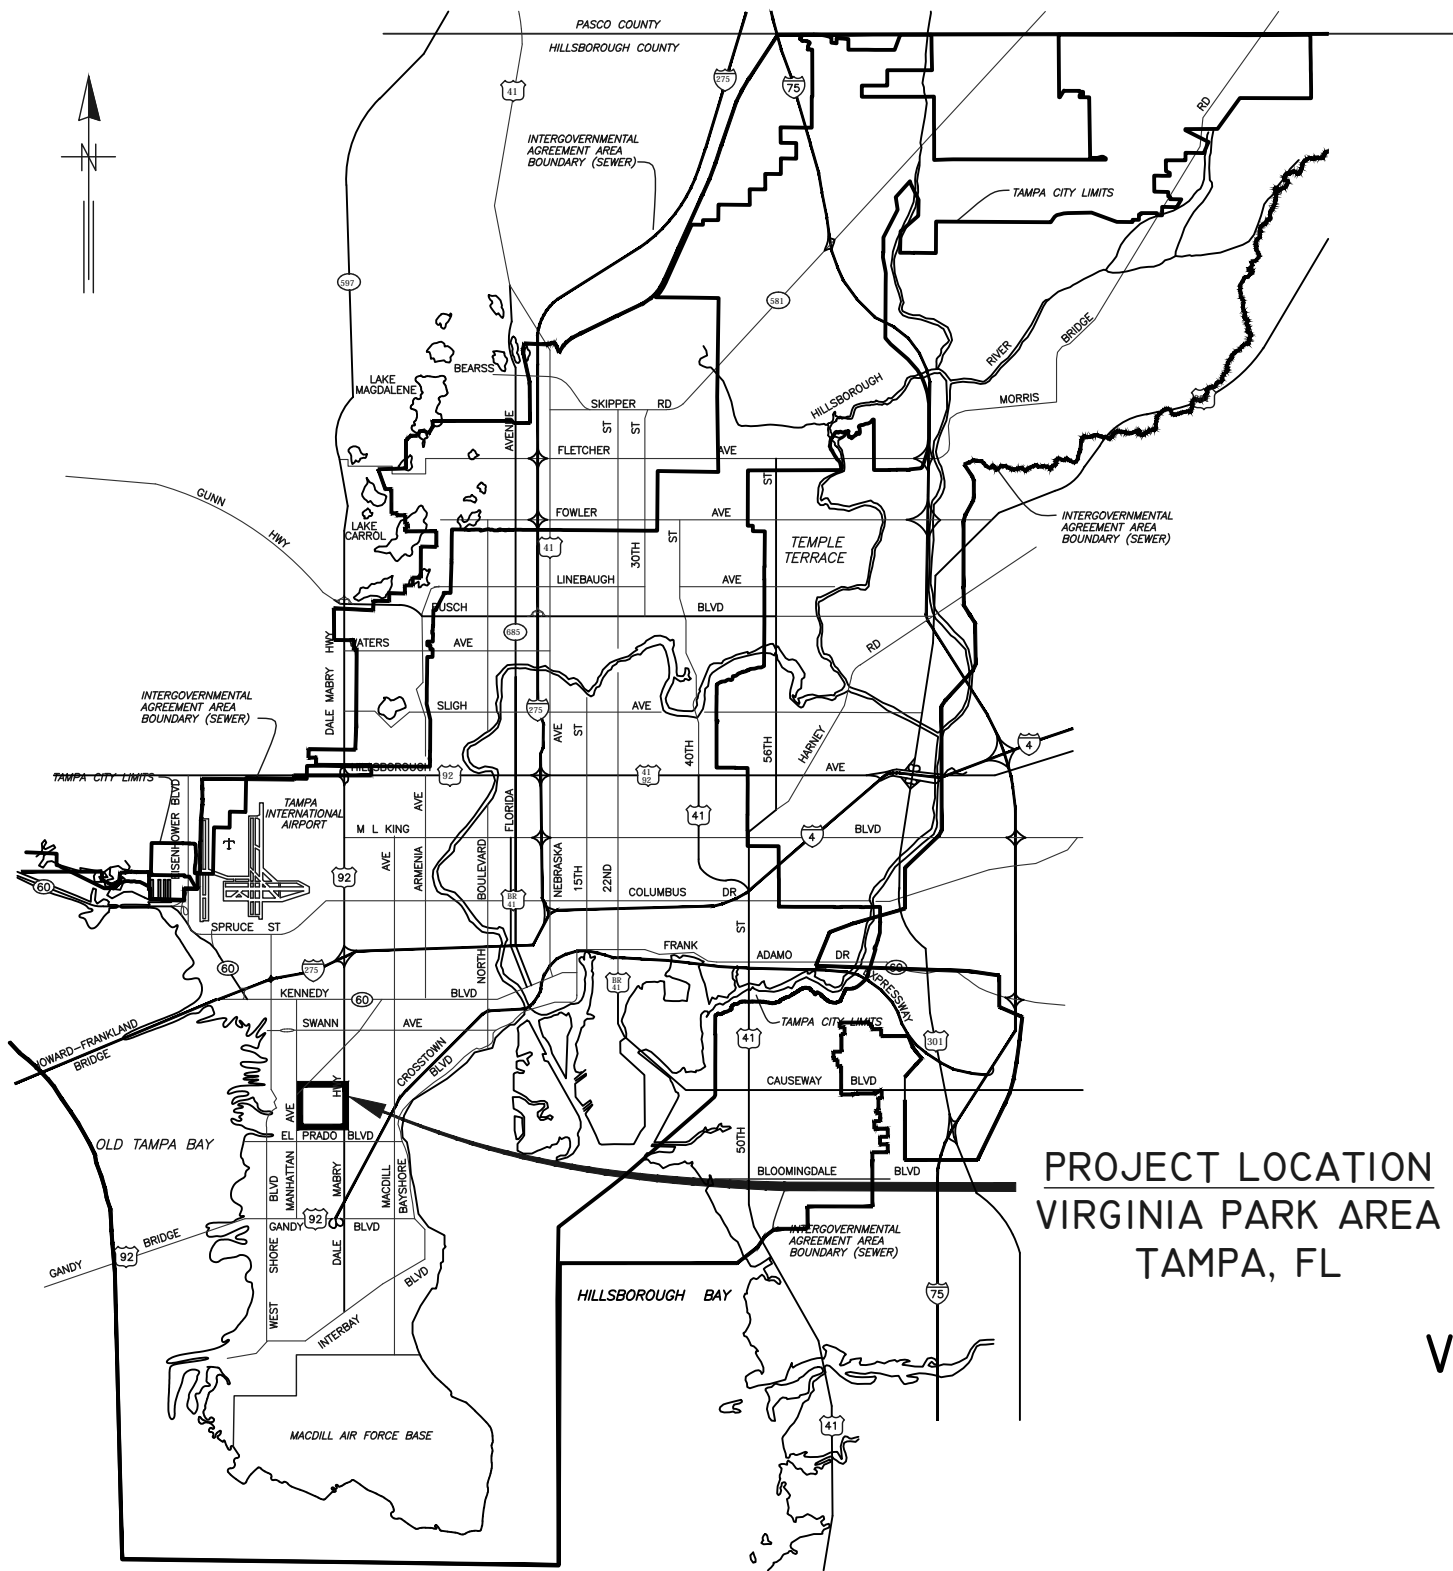 PASCO COUNTY
HILLSBOROUGH COUNTY
275
75
41
N
INTERGOVERNMENTAL
AGREEMENT AREA
BOUNDARY (SEWER)
RD
TAMPA CITY LIMITS
597
581
BRIDGE
RIVER
BEARSS
LAKE
MAGDALENE
HILLSBOROUGH
MORRIS
SKIPPER RD
AVENUE
ST
ST
FLETCHER
AVE
ST
GUNN
HWY
LAKE
CARROL
FOWLER
AVE
INTERGOVERNMENTAL
AGREEMENT AREA
BOUNDARY (SEWER)
41
30TH
ST
TEMPLE
TERRACE
LINEBAUGH
AVE
BUSCH
BLVD
685
WATERS
AVE
HWY
RD
INTERGOVERNMENTAL
AGREEMENT AREA
BOUNDARY (SEWER)
DALE MABRY
SLIGH
AVE
275
AVE
ST
40TH
56TH
HARNEY
4
TAMPA CITY LIMITS
HILLSBOROUGH
92
41
92
AVE
EISENHOWER BLVD
TAMPA
INTERNATIONAL
AIRPORT
AVE
FLORIDA
41
M L KING
4
BLVD
AVE
ARMENIA
BOULEVARD
NEBRASKA
15TH
22ND
60
92
BR
41
COLUMBUS
DR
SPRUCE ST
ST
FRANK
ADAMO
DR
60
275
NORTH
BR
41
60
EXPRESSWAY
KENNEDY
60
BLVD
SWANN
AVE
TAMPA CITY LIMITS
HOWARD-FRANKLAND
BRIDGE
CROSSTOWN
BLVD
41
301
HWY
CAUSEWAY
BLVD
AVE
OLD TAMPA BAY
EL PRADO BLVD
50TH
BLVD
MANHATTAN
MABRY
MACDILL
BAYSHORE
BLOOMINGDALE
BLVD
PROJECT LOCATION
VIRGINIA PARK AREA
TAMPA, FL
GANDY
92
BLVD
INTERGOVERNMENTAL
AGREEMENT AREA
BOUNDARY (SEWER)
GANDY
92
BRIDGE
SHORE
DALE
BLVD
HILLSBOROUGH BAY
75
WEST
INTERBAY
V
MACDILL AIR FORCE BASE
41